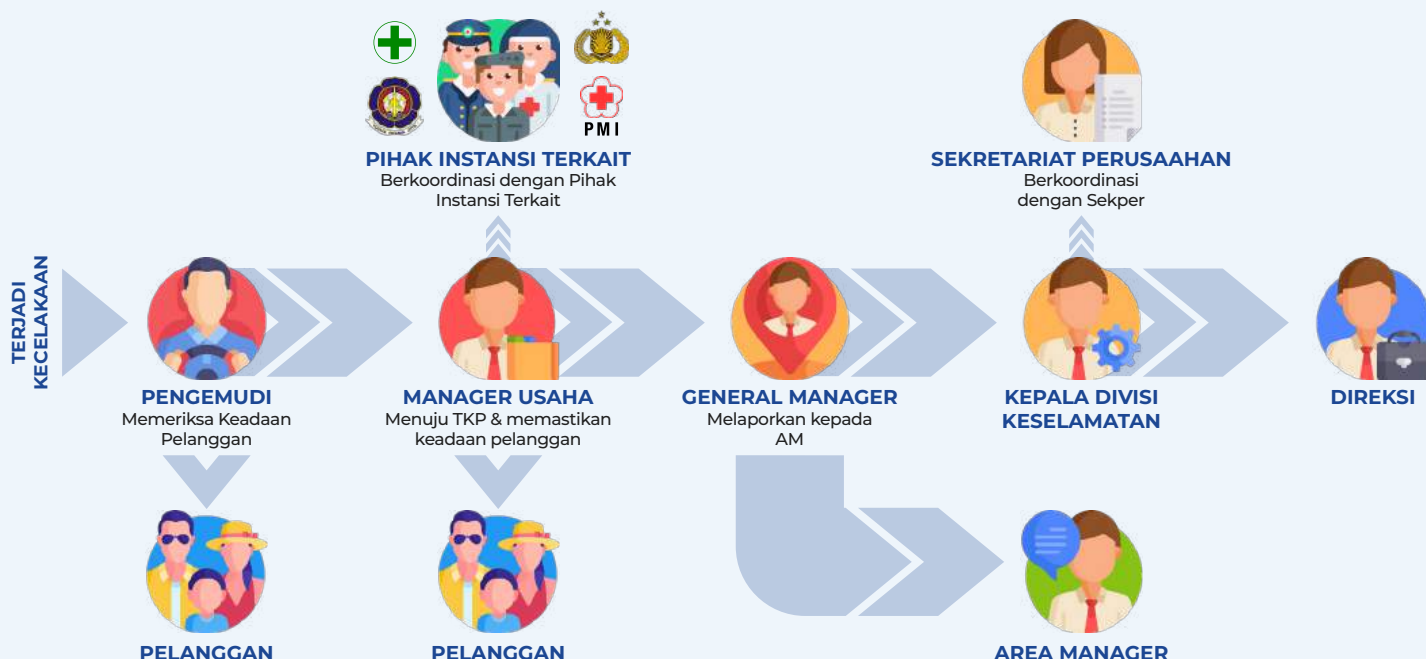 PMI
PIHAK INSTANSI TERKAIT
Berkoordinasi dengan Pihak
Instansi Terkait
SEKRETARIAT PERUSAAHAN
Berkoordinasi
dengan Sekper
TERJADI
KECELAKAAN
PENGEMUDI
Memeriksa Keadaan
Pelanggan
MANAGER USAHA
Menuju TKP & memastikan
keadaan pelanggan
GENERAL MANAGER
Melaporkan kepada
AM
KEPALA DIVISI
KESELAMATAN
DIREKSI
PELANGGAN
PELANGGAN
AREA MANAGER